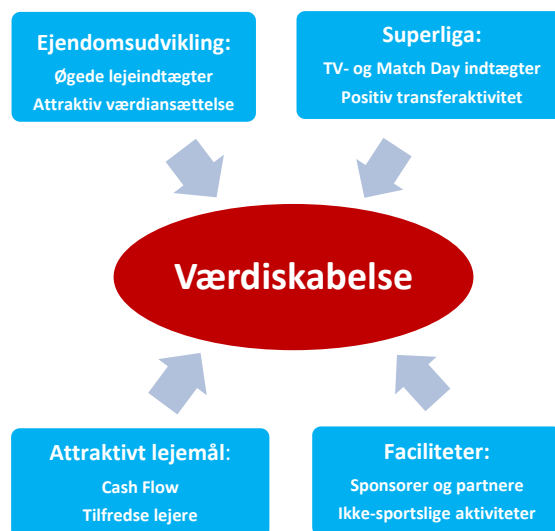 Ejendomsudvikling:
Øgede lejeindtægter
Attraktiv værdiansættelse
Superliga:
TV- og Match Day indtægter
Positiv transferaktivitet
Værdiskabelse
Attraktivt lejemål:
Cash Flow
Tilfredse lejere
Faciliteter:
Sponsorer og partnere
Ikke-sportslige aktiviteter